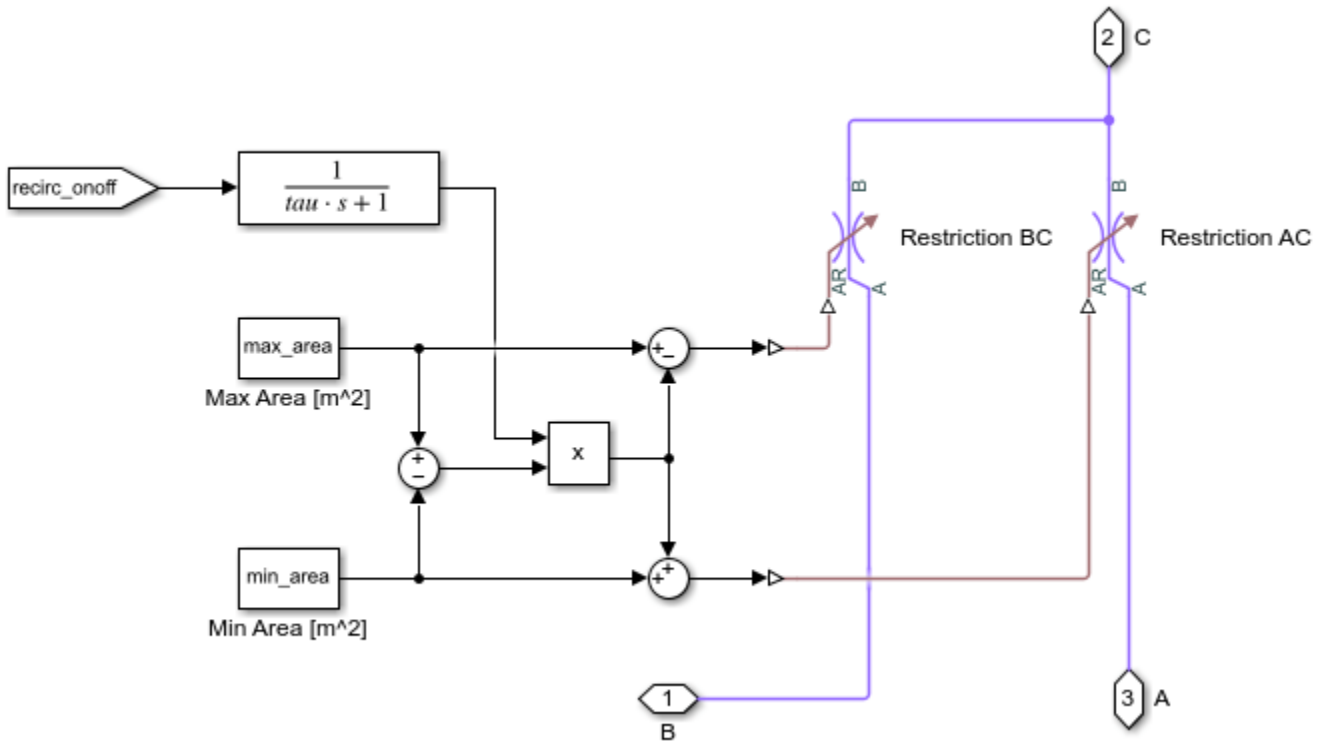 2 C
recirc_onoff
1
tau · s + 1
B
B
Restriction BC
Restriction AC
AR
A
AR
A
max_area
+
−
Max Area [m^2]
+
−
x
min_area
+
+
Min Area [m^2]
1
B
3 A